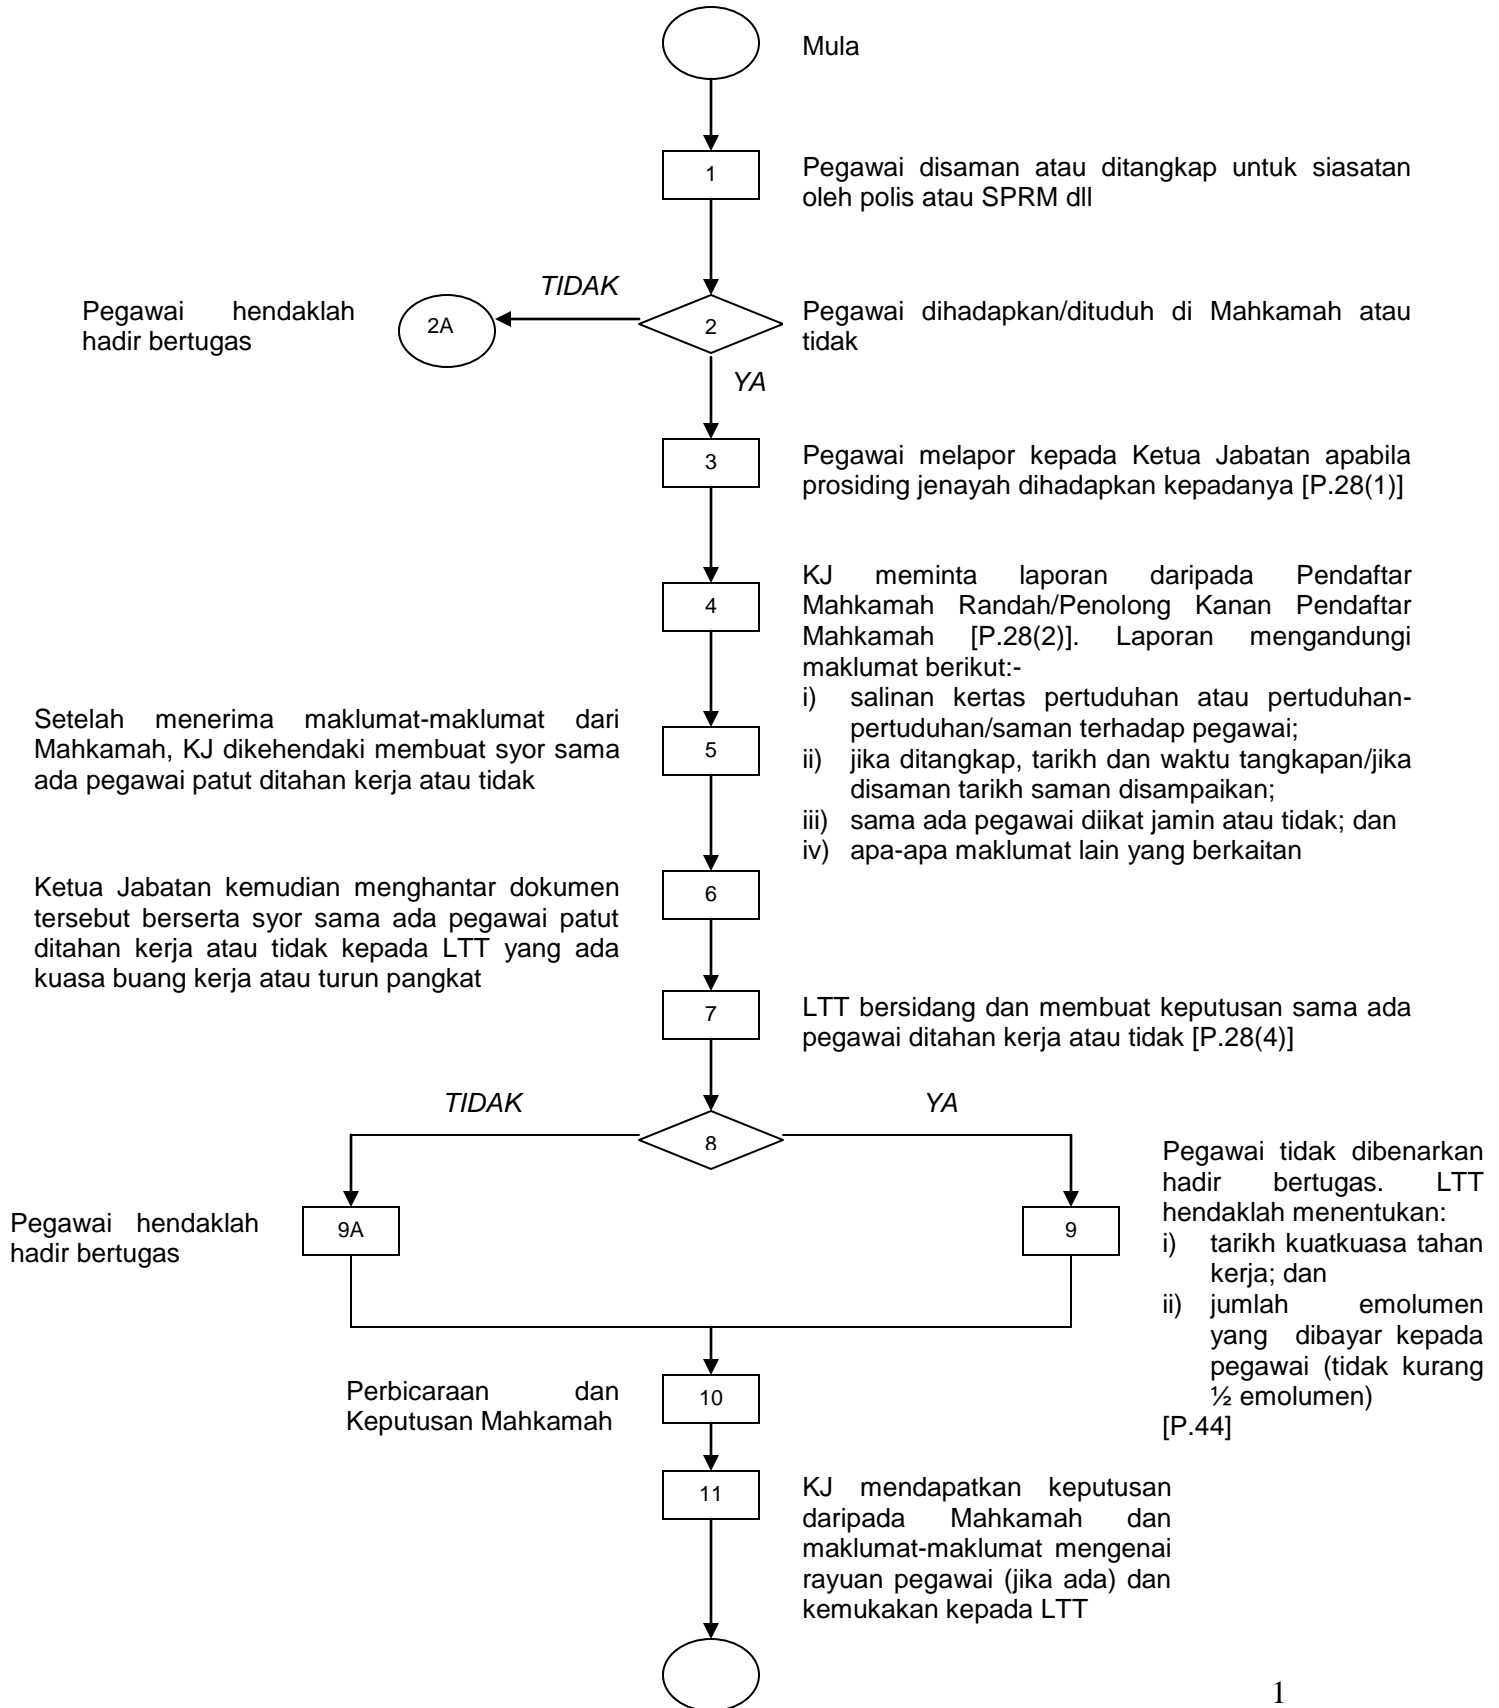 Mula
1
Pegawai disaman atau ditangkap untuk siasatan
oleh polis atau SPRM dll
TIDAK
Pegawai hendaklah
hadir bertugas
2A
2
Pegawai dihadapkan/dituduh di Mahkamah atau
tidak
YA
3
Pegawai melapor kepada Ketua Jabatan apabila
prosiding jenayah dihadapkan kepadanya [P.28(1)]
4
KJ meminta laporan daripada Pendaftar
Mahkamah Randah/Penolong Kanan Pendaftar
Mahkamah [P.28(2)]. Laporan mengandungi
maklumat berikut:-
i) salinan kertas pertuduhan atau pertuduhan-
pertuduhan/saman terhadap pegawai;
ii) jika ditangkap, tarikh dan waktu tangkapan/jika
disaman tarikh saman disampaikan;
iii) sama ada pegawai diikat jamin atau tidak; dan
iv) apa-apa maklumat lain yang berkaitan
Setelah menerima maklumat-maklumat dari
Mahkamah, KJ dikehendaki membuat syor sama
ada pegawai patut ditahan kerja atau tidak
5
Ketua Jabatan kemudian menghantar dokumen
tersebut berserta syor sama ada pegawai patut
ditahan kerja atau tidak kepada LTT yang ada
kuasa buang kerja atau turun pangkat
6
7
LTT bersidang dan membuat keputusan sama ada
pegawai ditahan kerja atau tidak [P.28(4)]
TIDAK
YA
8
Pegawai hendaklah
hadir bertugas
9A
9
Pegawai tidak dibenarkan
hadir bertugas. LTT
hendaklah menentukan:
i) tarikh kuatkuasa tahan
kerja; dan
ii) jumlah emolumen
yang dibayar kepada
pegawai (tidak kurang
½ emolumen)
[P.44]
Perbicaraan dan
Keputusan Mahkamah
10
11
KJ mendapatkan keputusan
daripada Mahkamah dan
maklumat-maklumat mengenai
rayuan pegawai (jika ada) dan
kemukakan kepada LTT
1